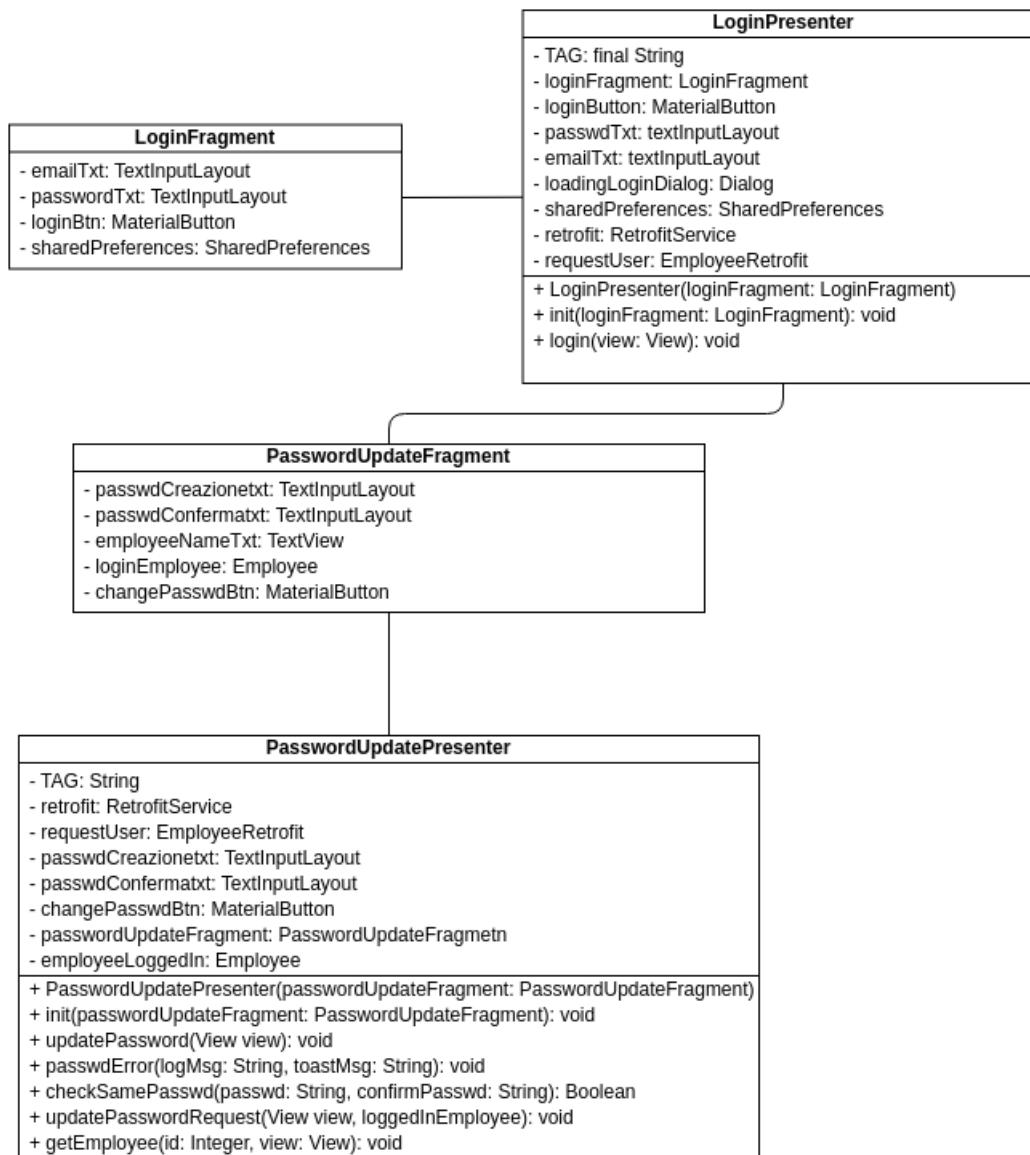 LoginPresenter
- TAG: final String
- loginFragment: LoginFragment
- loginButton: MaterialButton
- passwdTxt: textInputLayout
- emailTxt: textInputLayout
- loadingLoginDialog: Dialog
- sharedPreferences: SharedPreferences
- retrofit: RetrofitService
- requestUser: EmployeeRetrofit
+ LoginPresenter(loginFragment: LoginFragment)
+ init(loginFragment: LoginFragment): void
+ login(view: View): void
LoginFragment
- emailTxt: TextInputLayout
- passwordTxt: TextInputLayout
- loginBtn: MaterialButton
- sharedPreferences: SharedPreferences
PasswordUpdateFragment
- passwdCreazionetxt: TextInputLayout
- passwdConfermatxt: TextInputLayout
- employeeNameTxt: TextView
- loginEmployee: Employee
- changePasswdBtn: MaterialButton
PasswordUpdatePresenter
- TAG: String
- retrofit: RetrofitService
- requestUser: EmployeeRetrofit
- passwdCreazionetxt: TextInputLayout
- passwdConfermatxt: TextInputLayout
- changePasswdBtn: MaterialButton
- passwordUpdateFragment: PasswordUpdateFragmetn
- employeeLoggedIn: Employee
+ PasswordUpdatePresenter(passwordUpdateFragment: PasswordUpdateFragment)
+ init(passwordUpdateFragment: PasswordUpdateFragment): void
+ updatePassword(View view): void
+ passwdError(logMsg: String, toastMsg: String): void
+ checkSamePasswd(passwd: String, confirmPasswd: String): Boolean
+ updatePasswordRequest(View view, loggedInEmployee): void
+ getEmployee(id: Integer, view: View): void